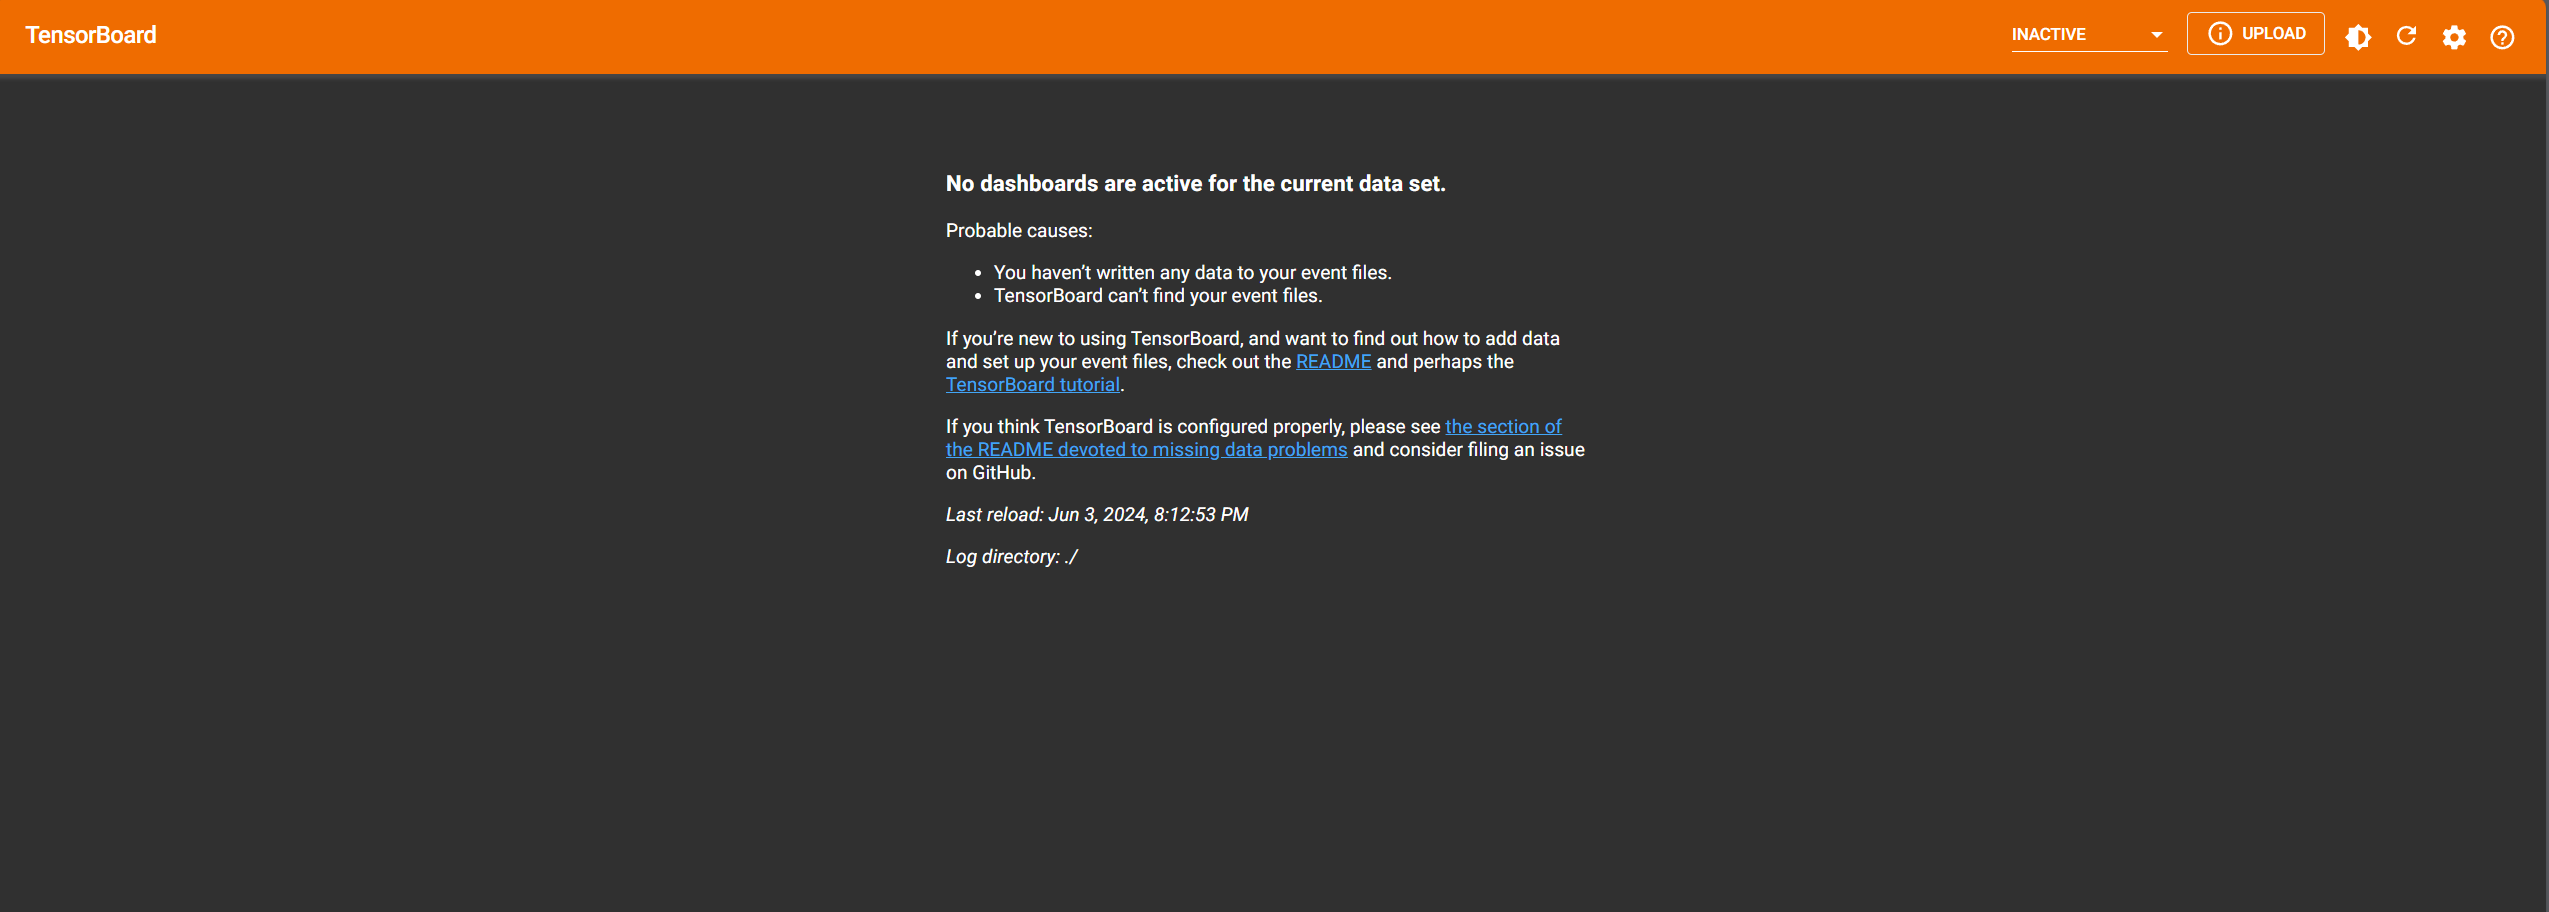 TensorBoard
INACTIVE
UPLOAD
No dashboards are active for the current data set.
Probable causes:
• You haven’t written any data to your event files.
• TensorBoard can’t find your event files.
If you’re new to using TensorBoard, and want to find out how to add data
and set up your event files, check out the README and perhaps the
TensorBoard tutorial.
If you think TensorBoard is configured properly, please see the section of
the README devoted to missing data problems and consider filing an issue
on GitHub.
Last reload: Jun 3, 2024, 8:12:53 PM
Log directory: ./